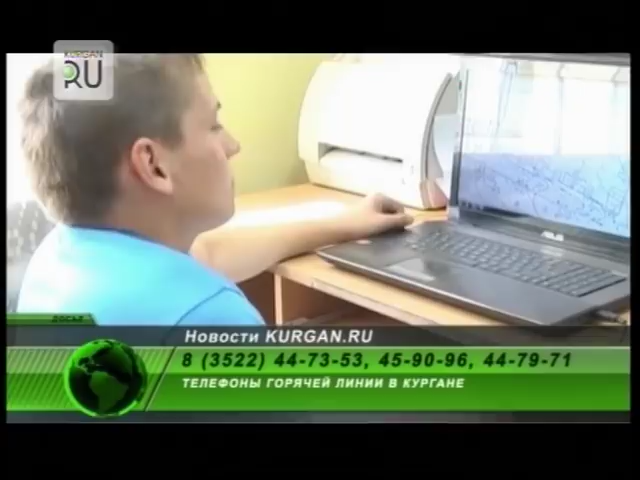 KURGAN
RU
ASUS
ДОСЬЕ
Новости KURGAN.RU
8 (3522) 44-73-53, 45-90-96, 44-79-71
ТЕЛЕФОНЫ ГОРЯЧЕЙ ЛИНИИ В КУРГАНЕ